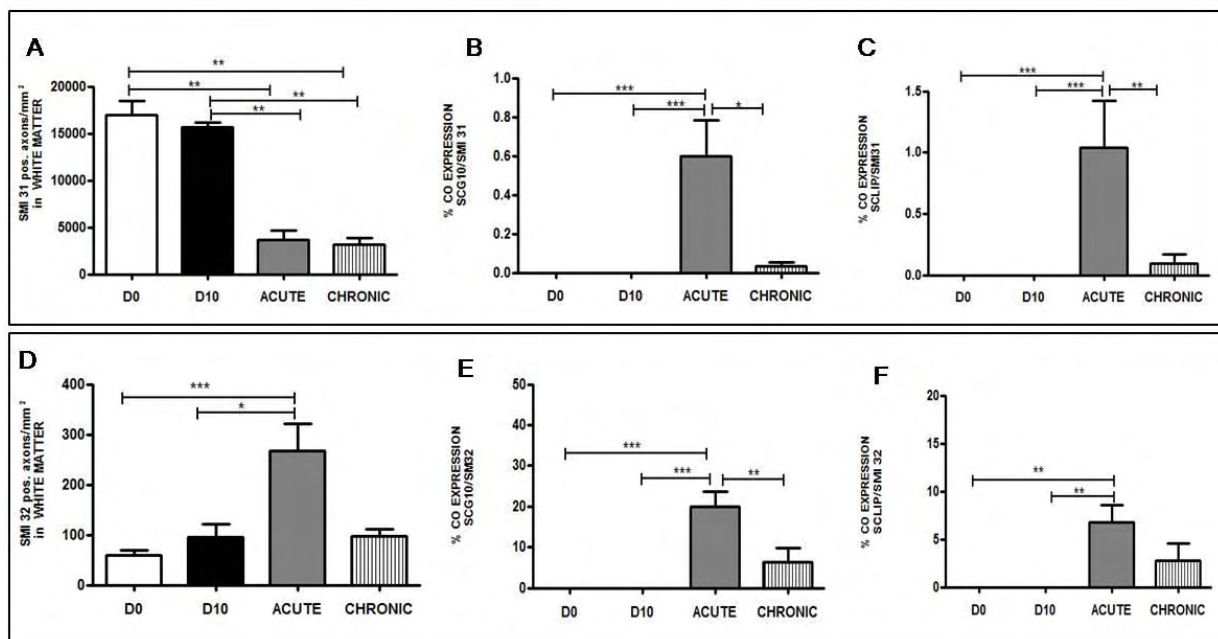 A
SMI 31 pos. axons/mm²
in WHITE MATTER
20000
15000
10000
5000
0
**
**
**
**
D0 D10 ACUTE CHRONIC
B
% CO EXPRESSION
SCG10/SMI 31
1.0
0.8
0.6
0.4
0.2
0.0
***
***
*
D0 D10 ACUTE CHRONIC
C
% CO EXPRESSION
SCLIP/SMI31
1.5
1.0
0.5
0.0
***
***
**
D0 D10 ACUTE CHRONIC
D
SMI 32 pos. axons/mm²
in WHITE MATTER
400
300
200
100
0
***
*
D0 D10 ACUTE CHRONIC
E
% CO EXPRESSION
SCG10/SM32
50
40
30
20
10
0
***
***
**
D0 D10 ACUTE CHRONIC
F
% CO EXPRESSION
SCLIP/SMI 32
20
15
10
5
0
**
**
D0 D10 ACUTE CHRONIC